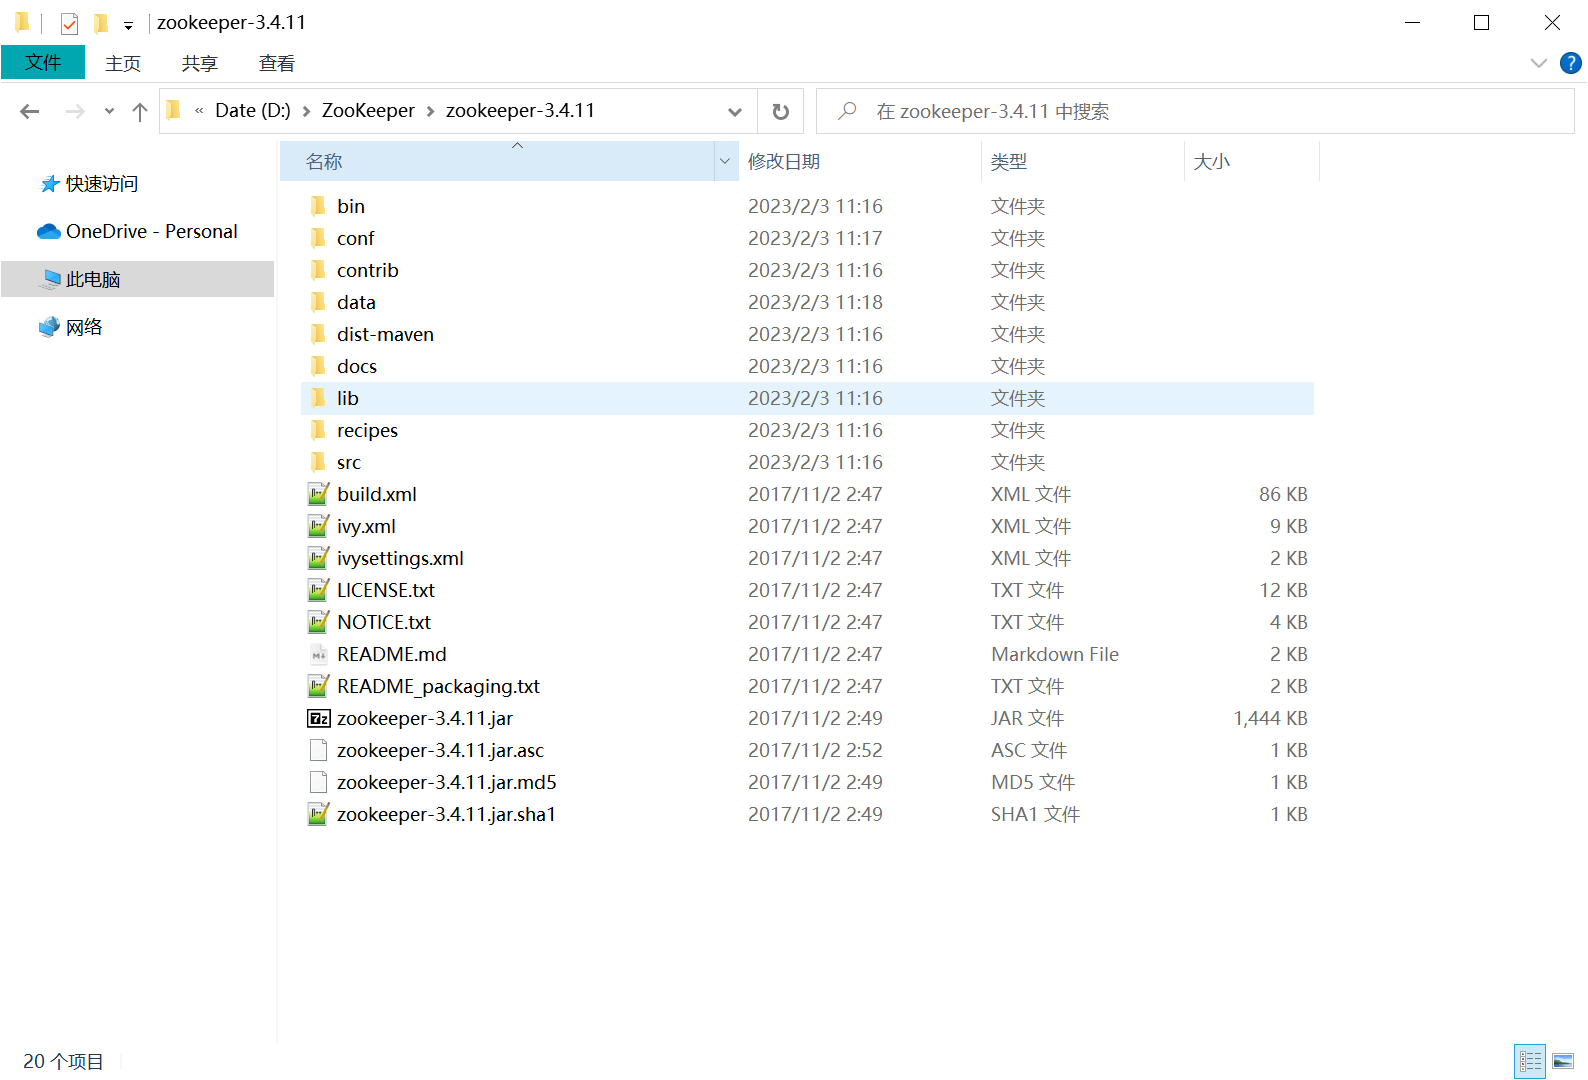 zookeeper-3.4.11
文件 主页 共享 查看
« Date (D:) > ZooKeeper > zookeeper-3.4.11
在 zookeeper-3.4.11 中搜索
快速访问
OneDrive - Personal
此电脑
网络
名称 修改日期 类型 大小
bin 2023/2/3 11:16 文件夹
conf 2023/2/3 11:17 文件夹
contrib 2023/2/3 11:16 文件夹
data 2023/2/3 11:18 文件夹
dist-maven 2023/2/3 11:16 文件夹
docs 2023/2/3 11:16 文件夹
lib 2023/2/3 11:16 文件夹
recipes 2023/2/3 11:16 文件夹
src 2023/2/3 11:16 文件夹
build.xml 2017/11/2 2:47 XML 文件 86 KB
ivy.xml 2017/11/2 2:47 XML 文件 9 KB
ivysettings.xml 2017/11/2 2:47 XML 文件 2 KB
LICENSE.txt 2017/11/2 2:47 TXT 文件 12 KB
NOTICE.txt 2017/11/2 2:47 TXT 文件 4 KB
README.md 2017/11/2 2:47 Markdown File 2 KB
README_packaging.txt 2017/11/2 2:47 TXT 文件 2 KB
zookeeper-3.4.11.jar 2017/11/2 2:49 JAR 文件 1,444 KB
zookeeper-3.4.11.jar.asc 2017/11/2 2:52 ASC 文件 1 KB
zookeeper-3.4.11.jar.md5 2017/11/2 2:49 MD5 文件 1 KB
zookeeper-3.4.11.jar.sha1 2017/11/2 2:49 SHA1 文件 1 KB
20 个项目